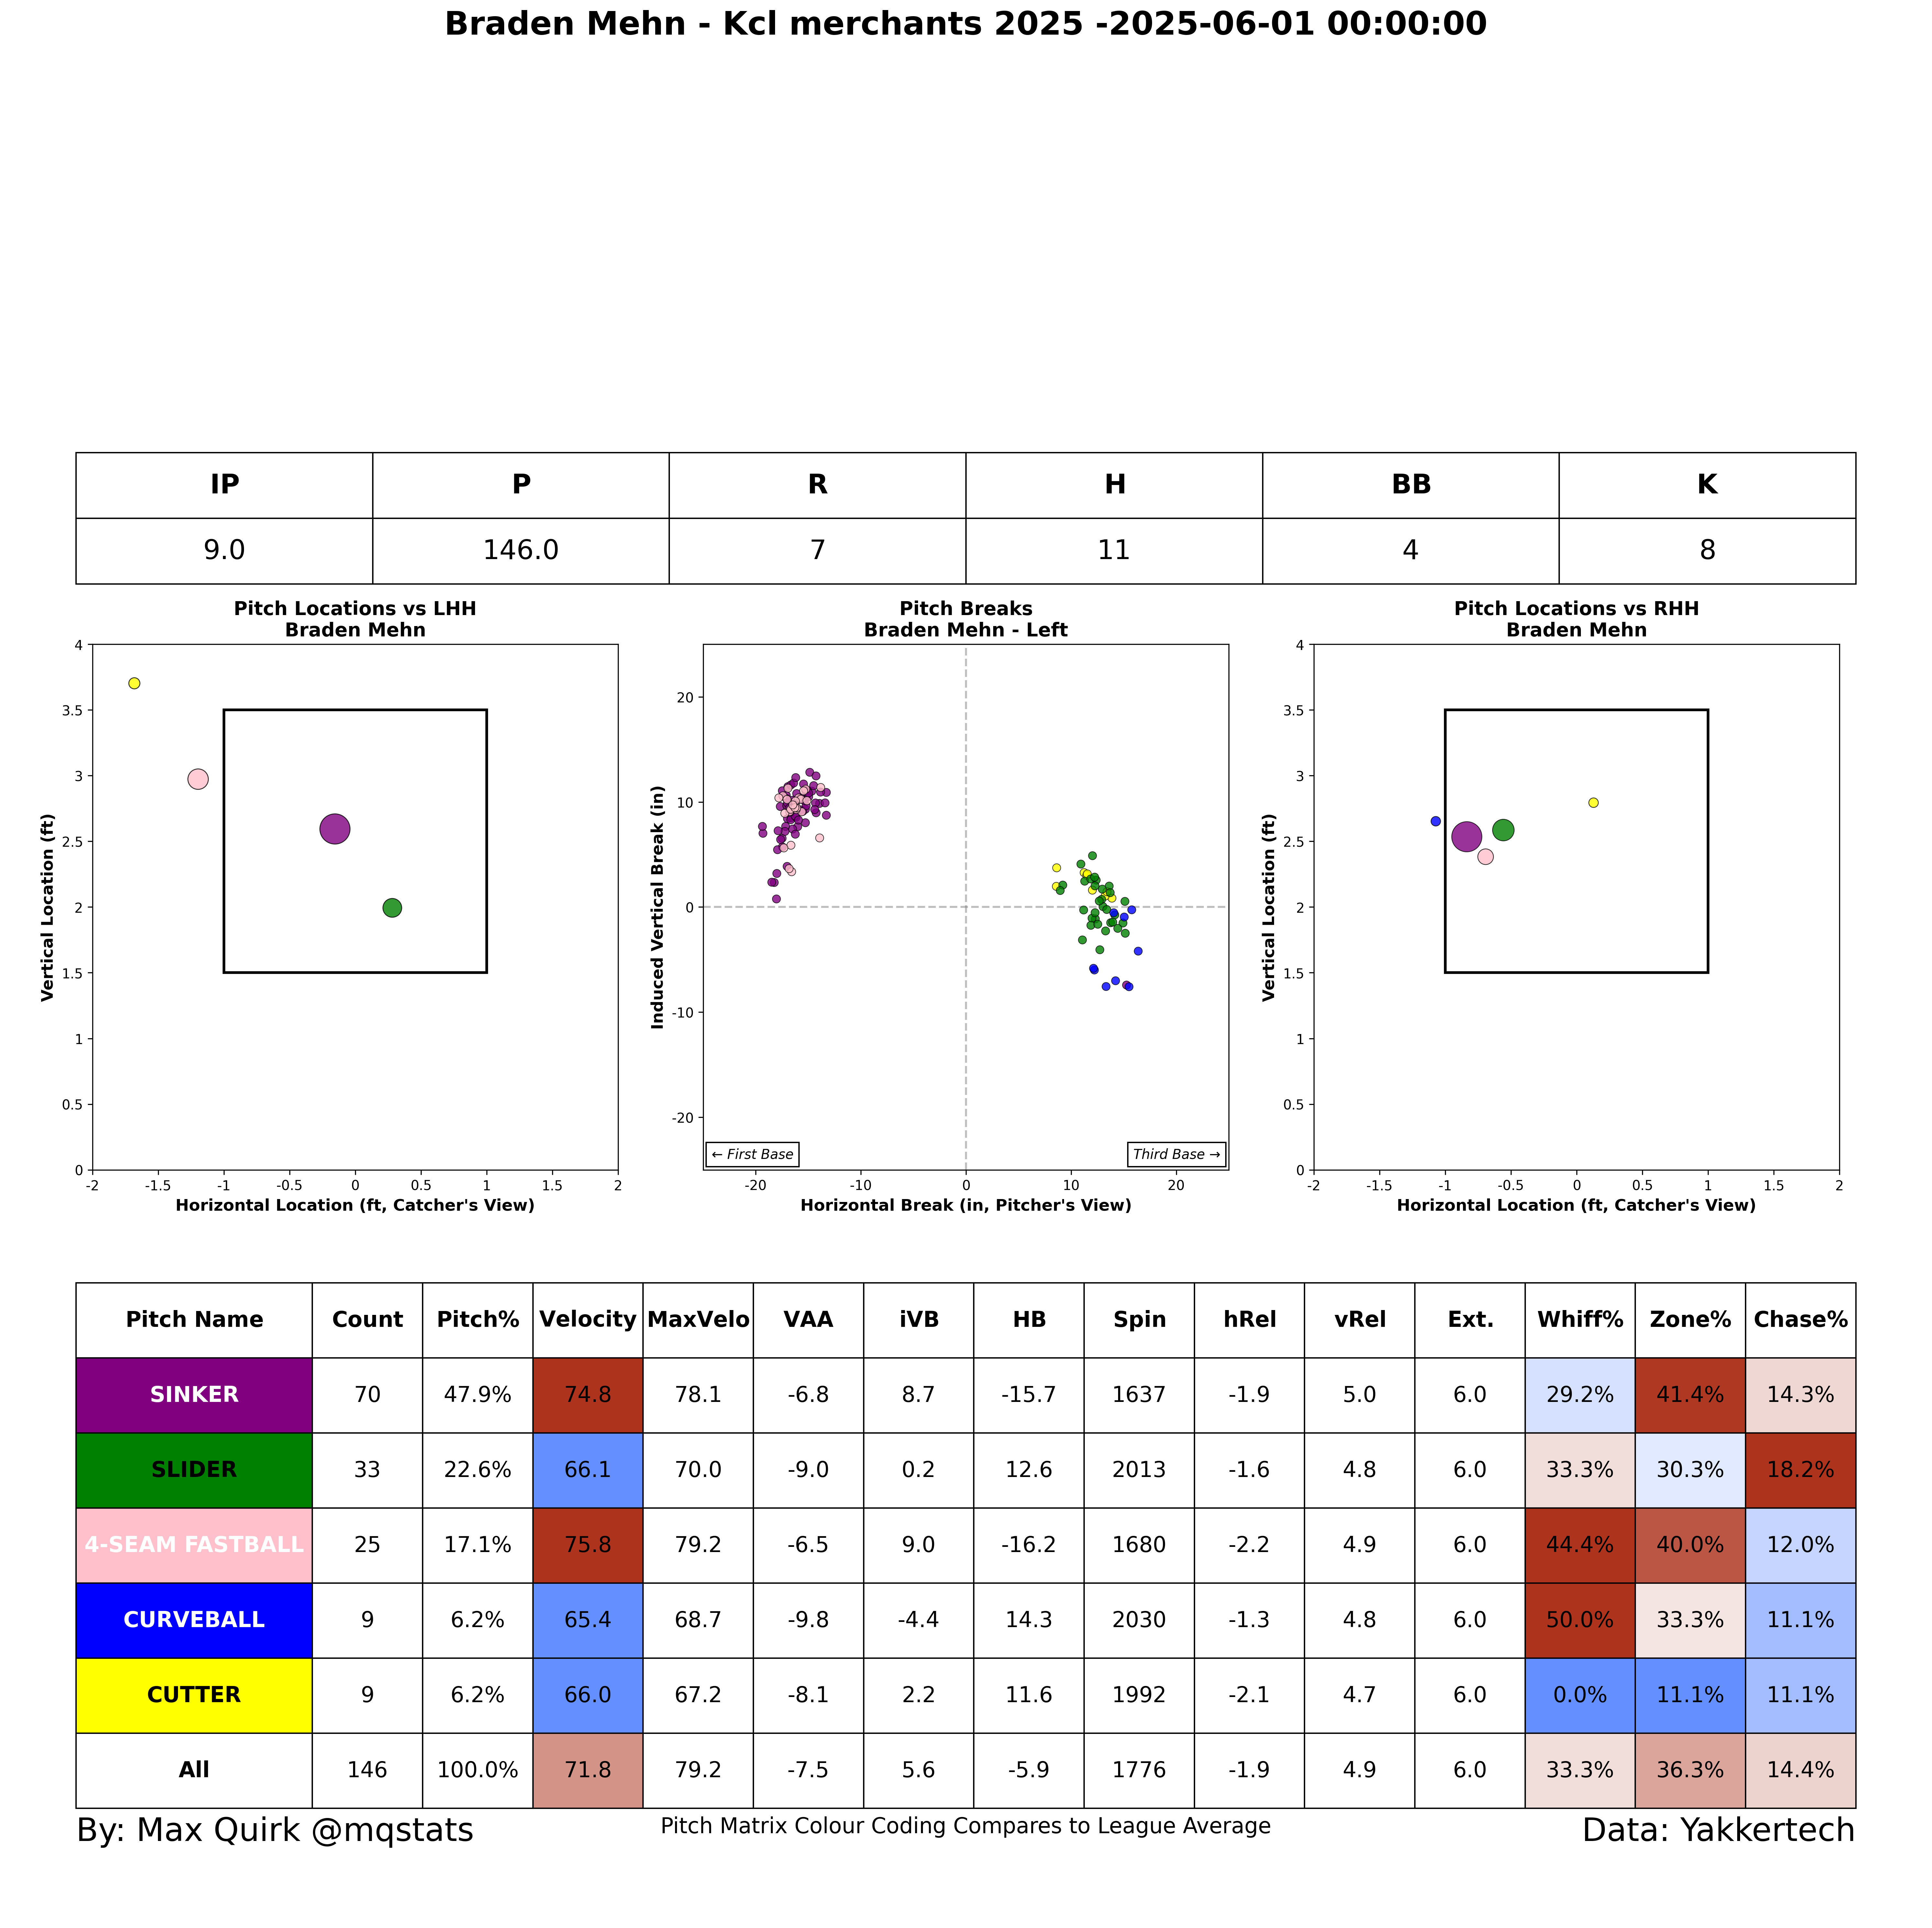 Braden Mehn - Kcl merchants 2025 -2025-06-01 00:00:00
IP P R H BB K
9.0 146.0 7 11 4 8
Pitch Locations vs LHH
Braden Mehn
4
3.5
3
2.5
2
1.5
1
0.5
0
-2 -1.5 -1 -0.5 0 0.5 1 1.5 2
Vertical Location (ft)
Horizontal Location (ft, Catcher's View)
Pitch Breaks
Braden Mehn - Left
20
10
0
-10
-20
← First Base Third Base →
-20 -10 0 10 20
Induced Vertical Break (in)
Horizontal Break (in, Pitcher's View)
Pitch Locations vs RHH
Braden Mehn
4
3.5
3
2.5
2
1.5
1
0.5
0
-2 -1.5 -1 -0.5 0 0.5 1 1.5 2
Vertical Location (ft)
Horizontal Location (ft, Catcher's View)
Pitch Name Count Pitch% Velocity MaxVelo VAA iVB HB Spin hRel vRel Ext. Whiff% Zone% Chase%
SINKER 70 47.9% 74.8 78.1 -6.8 8.7 -15.7 1637 -1.9 5.0 6.0 29.2% 41.4% 14.3%
SLIDER 33 22.6% 66.1 70.0 -9.0 0.2 12.6 2013 -1.6 4.8 6.0 33.3% 30.3% 18.2%
4-SEAM FASTBALL 25 17.1% 75.8 79.2 -6.5 9.0 -16.2 1680 -2.2 4.9 6.0 44.4% 40.0% 12.0%
CURVEBALL 9 6.2% 65.4 68.7 -9.8 -4.4 14.3 2030 -1.3 4.8 6.0 50.0% 33.3% 11.1%
CUTTER 9 6.2% 66.0 67.2 -8.1 2.2 11.6 1992 -2.1 4.7 6.0 0.0% 11.1% 11.1%
All 146 100.0% 71.8 79.2 -7.5 5.6 -5.9 1776 -1.9 4.9 6.0 33.3% 36.3% 14.4%
By: Max Quirk @mqstats
Pitch Matrix Colour Coding Compares to League Average
Data: Yakkertech